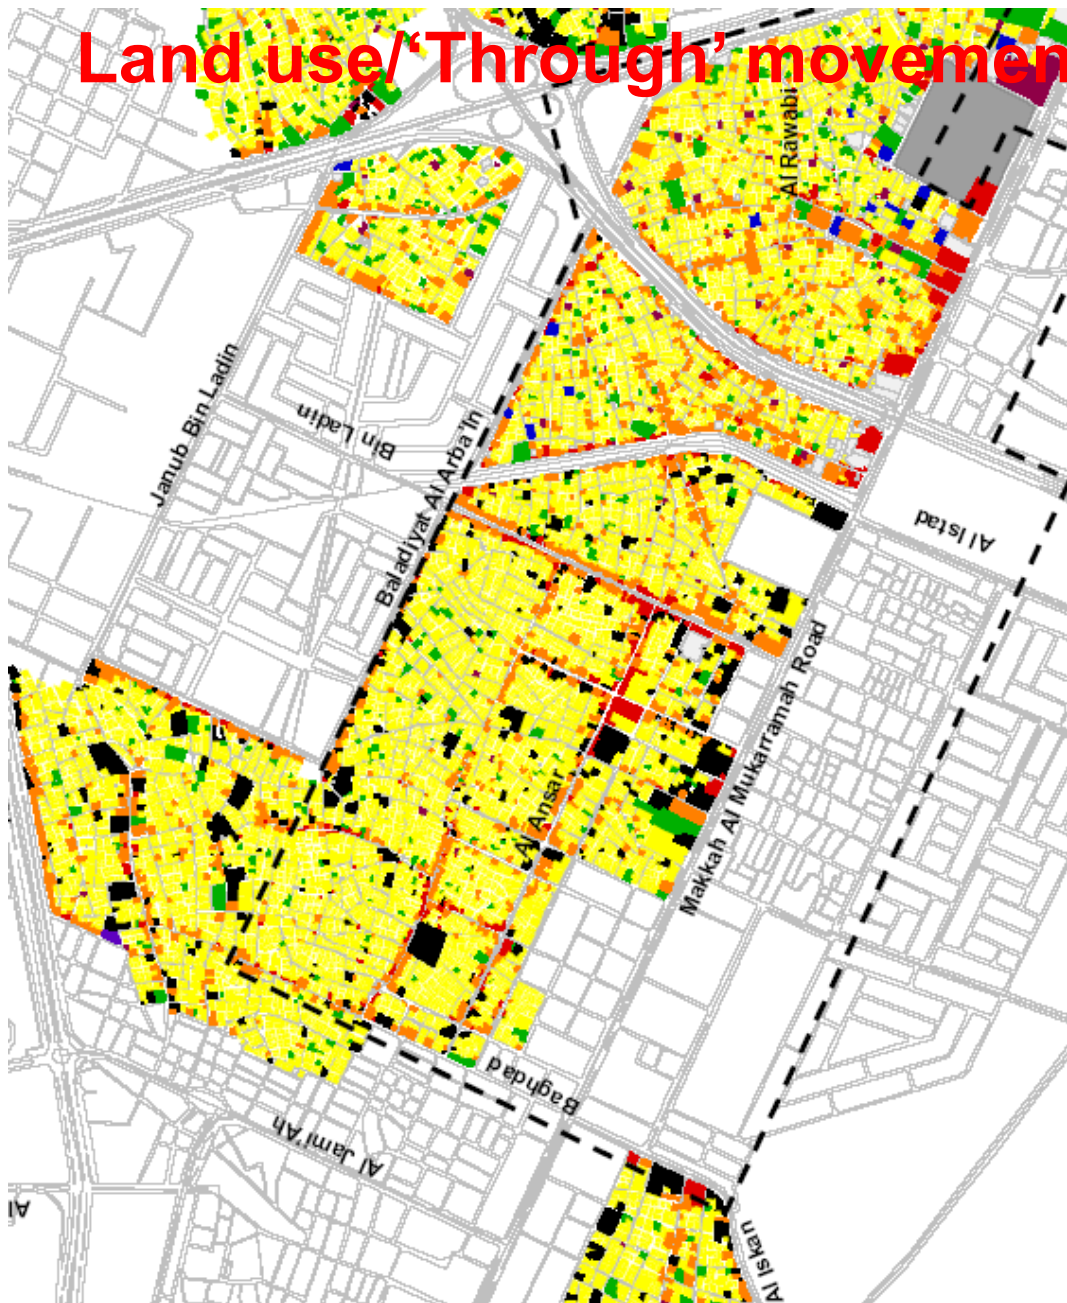 Land use/‘Through’ movemen
Al Rawabi
Janub Bin Ladin
Bin Ladin
Baladiyat Al Arba'In
Al Istad
Makkah Al Mukarramah Road
Al Ansar
Baghdad
Al Jami'Ah
Al
Al Iskan